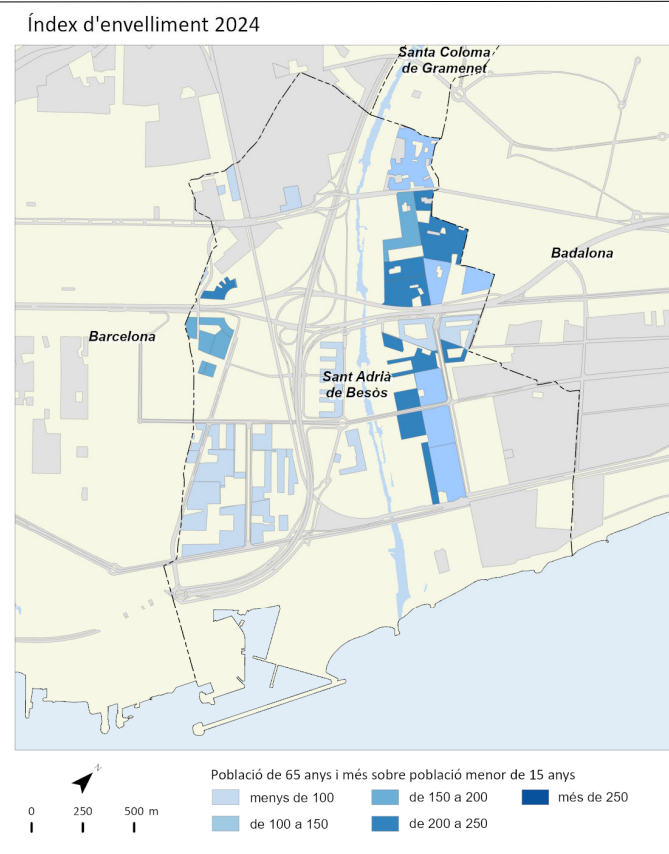 Índex d'envelliment 2024
Santa Coloma
de Gramenet
Badalona
Barcelona
Sant Adrià
de Besòs
N
0 250 500 m
Població de 65 anys i més sobre població menor de 15 anys
menys de 100
de 150 a 200
més de 250
de 100 a 150
de 200 a 250